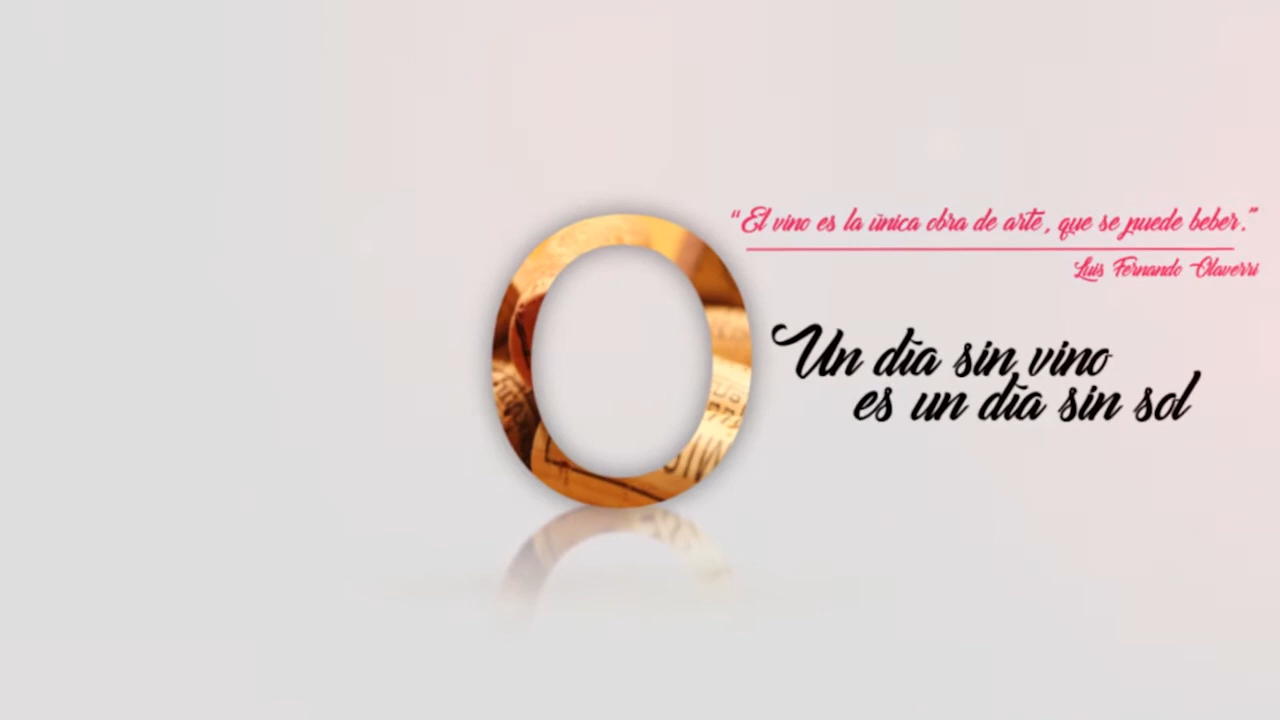 O
“El vino es la única obra de arte, que se puede beber.”
Luis Fernando Olaverri
Un día sin vino
es un día sin sol